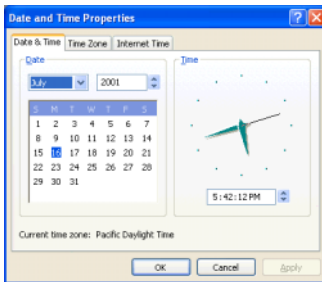 Date and Time Properties
Date & Time Time Zone Internet Time
Date
Time
July 2001
S M T W T F S
1 2 3 4 5 6 7
8 9 10 11 12 13 14
15 16 17 18 19 20 21
22 23 24 25 26 27 28
29 30 31
5:42:12 PM
Current time zone: Pacific Daylight Time
OK Cancel Apply